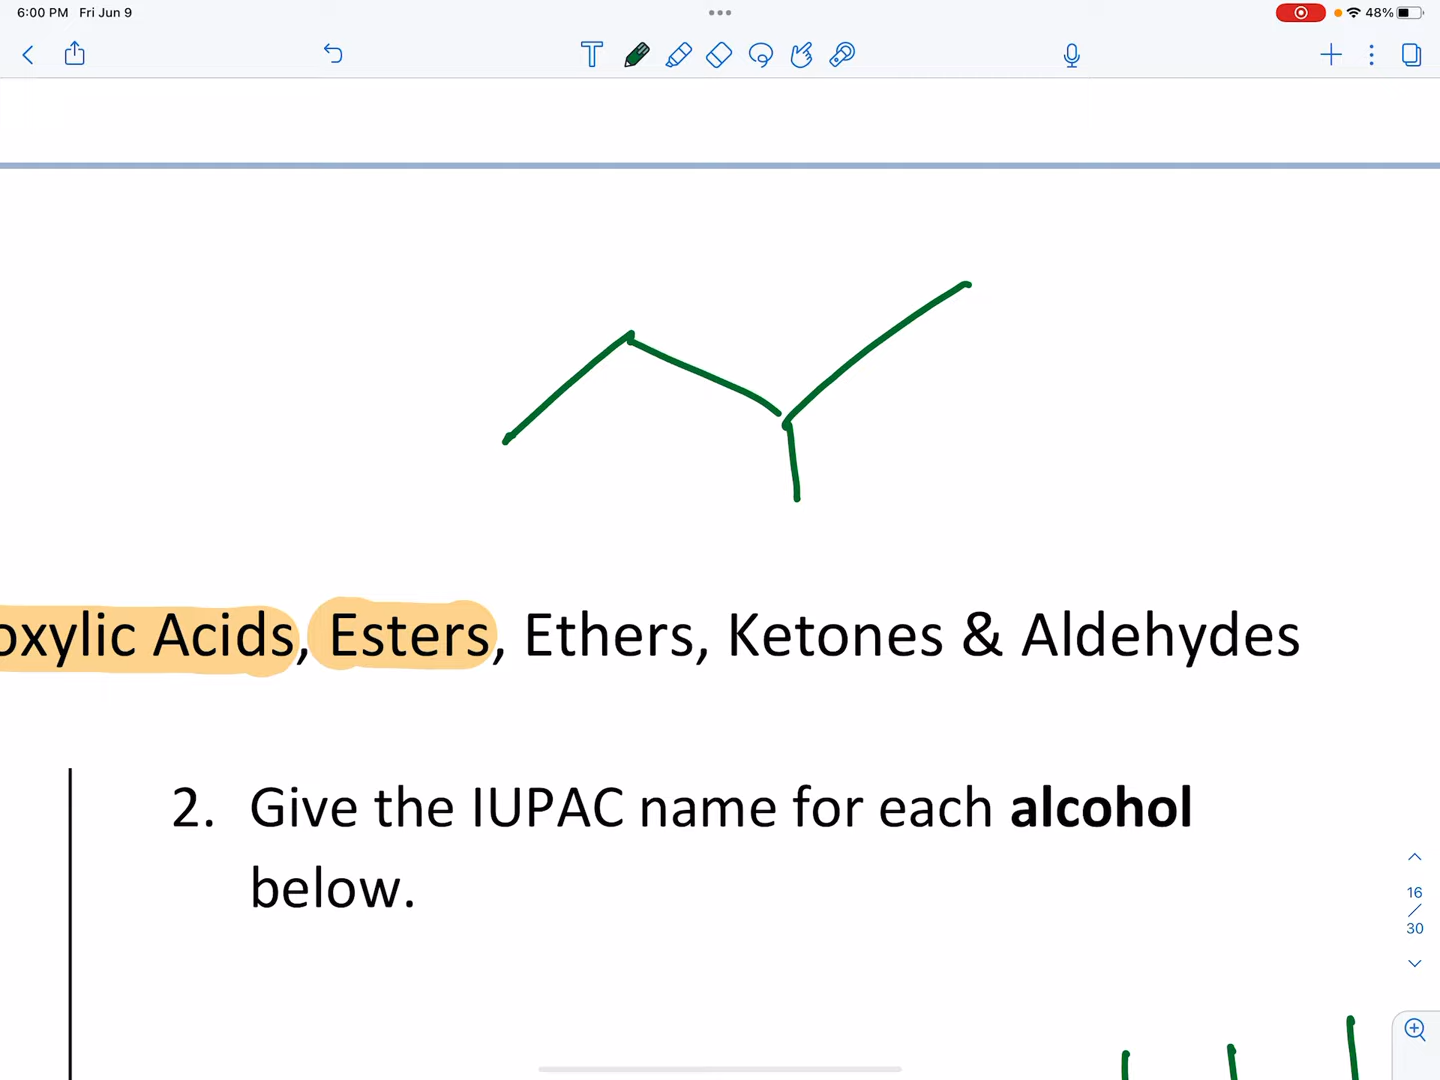 6:00 PM Fri Jun 9
48%
oxylic Acids, Esters, Ethers, Ketones & Aldehydes
2. Give the IUPAC name for each alcohol
below.
16
/
30